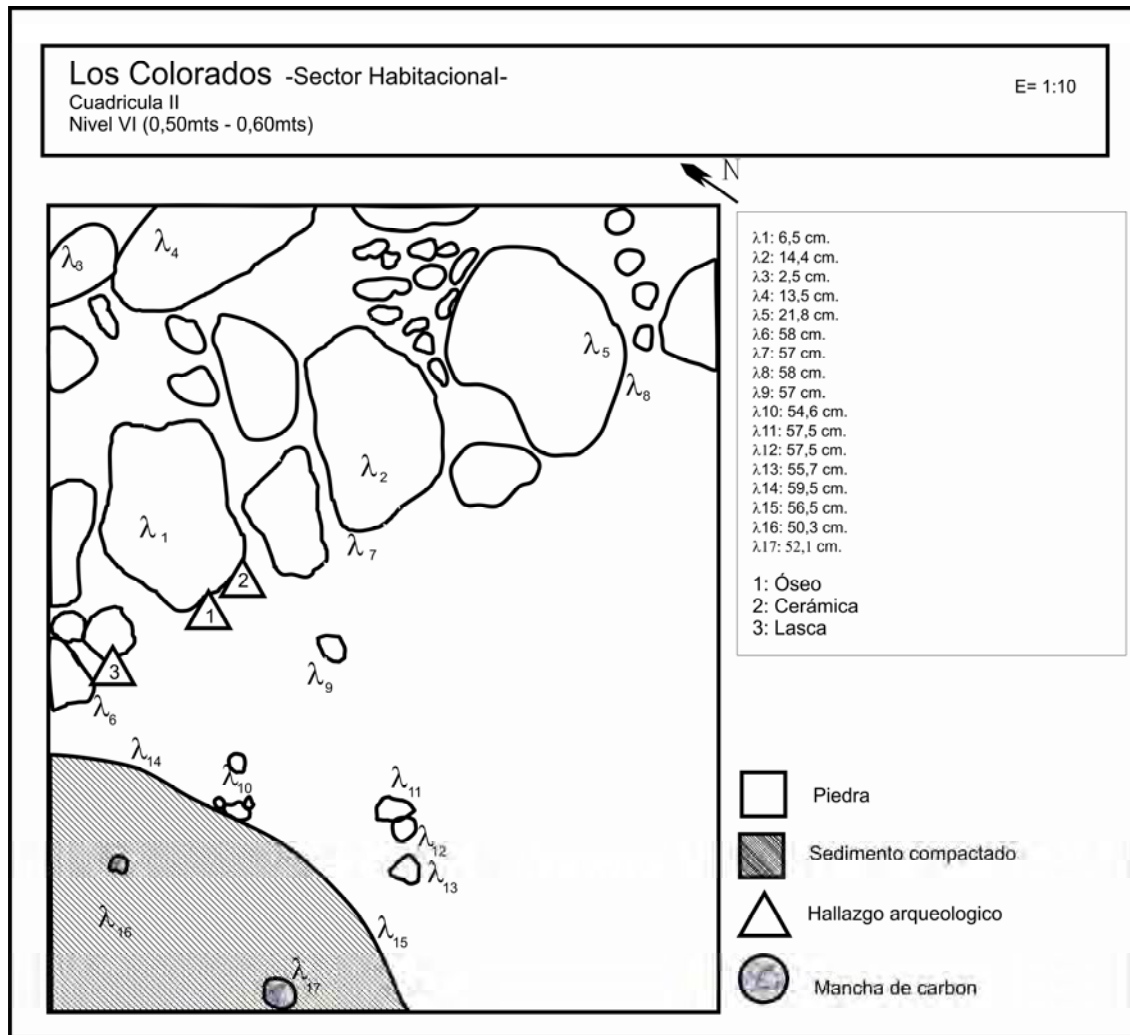 Los Colorados -Sector Habitacional-
E= 1:10
Cuadricula II
Nivel VI (0,50mts - 0,60mts)
N
λ1: 6,5 cm.
λ2: 14,4 cm.
λ3: 2,5 cm.
λ4: 13,5 cm.
λ5: 21,8 cm.
λ6: 58 cm.
λ7: 57 cm.
λ8: 58 cm.
λ9: 57 cm.
λ10: 54,6 cm.
λ11: 57,5 cm.
λ12: 57,5 cm.
λ13: 55,7 cm.
λ14: 59,5 cm.
λ15: 56,5 cm.
λ16: 50,3 cm.
λ17: 52,1 cm.
1: Óseo
2: Cerámica
3: Lasca
λ3
λ4
λ5
λ8
λ2
λ1
λ7
2
1
3
λ9
λ6
λ14
λ10
λ11
λ12
λ13
λ16
λ15
λ17
Piedra
Sedimento compactado
Hallazgo arqueologico
Mancha de carbon